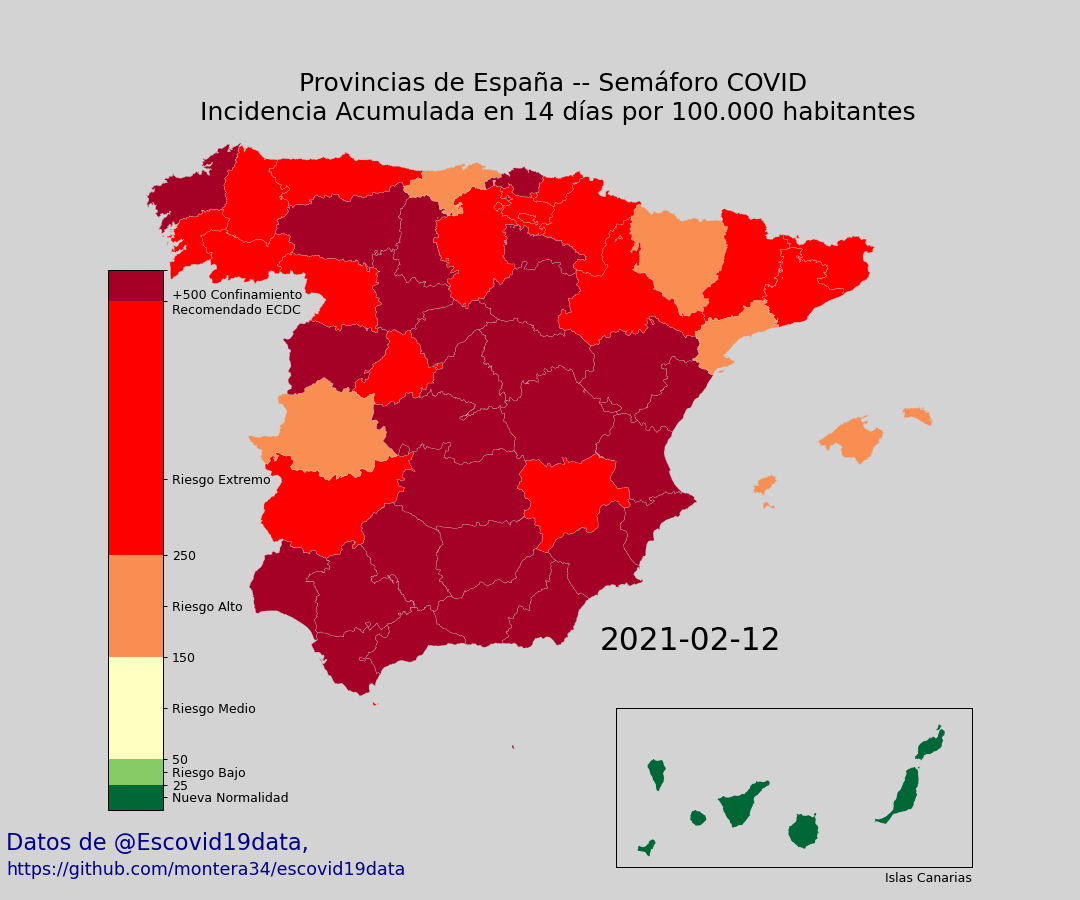 Provincias de España -- Semáforo COVID
Incidencia Acumulada en 14 días por 100.000 habitantes
+500 Confinamiento
Recomendado ECDC
Riesgo Extremo
250
Riesgo Alto
150
Riesgo Medio
50
Riesgo Bajo
25
Nueva Normalidad
2021-02-12
Islas Canarias
Datos de @Escovid19data,
https://github.com/montera34/escovid19data